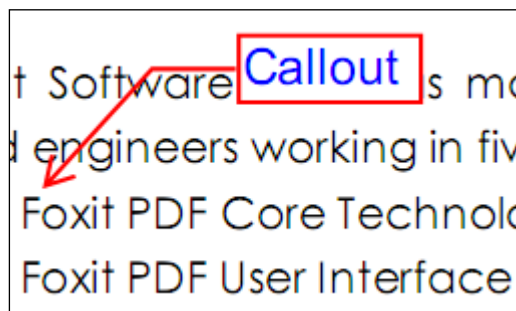 t Software Callout s mo
d engineers working in fiv
Foxit PDF Core Technolo
Foxit PDF User Interface